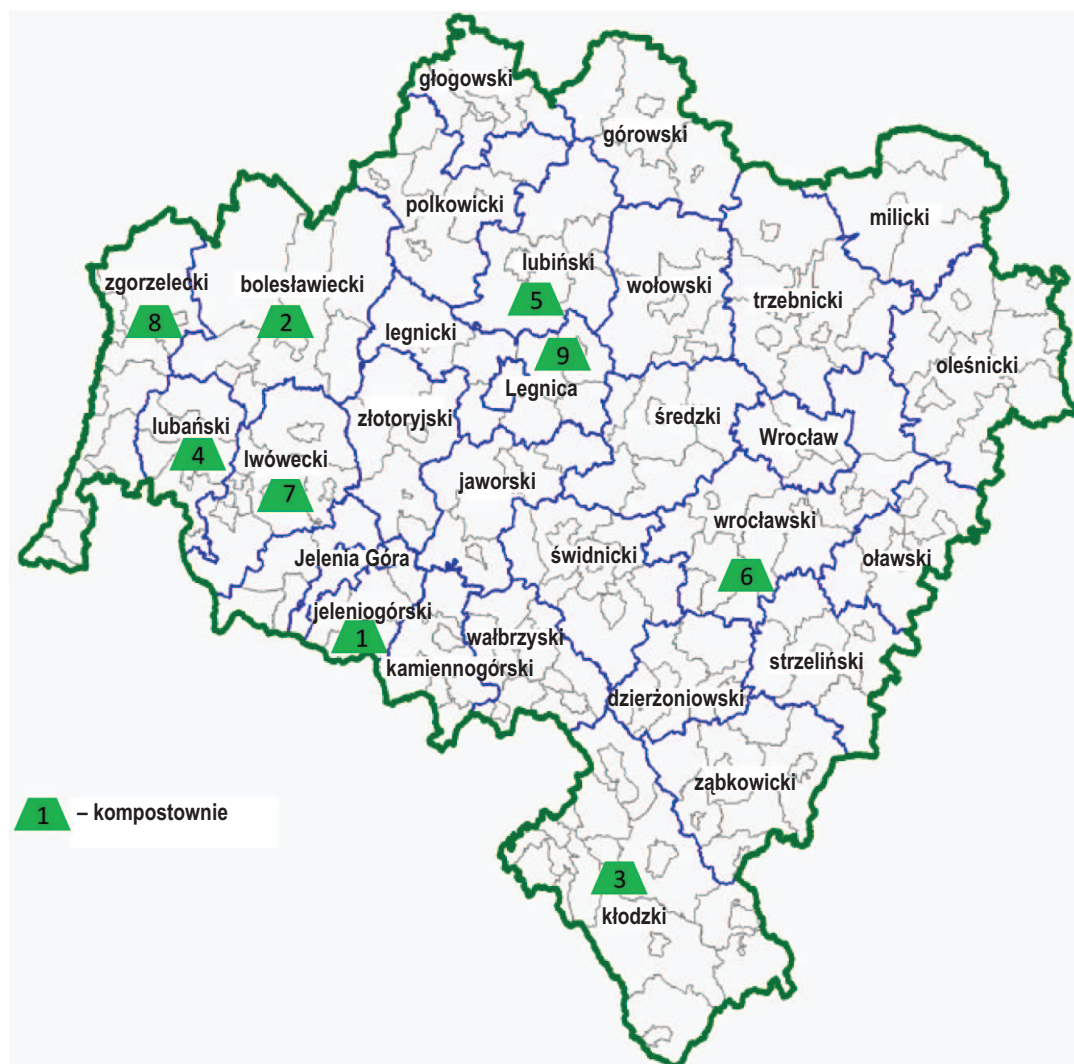 głogowski
górowski
polkowicki
milicki
lubiński
zgorzelecki
bolesławiecki
wołowski
trzebnicki
5
8
2
legnicki
9
oleśnicki
Legnica
złotoryjski
średzki
lubański
Wrocław
4
lwówecki
jaworski
7
wrocławski
Jelenia Góra
świdnicki
oławski
6
jeleniogórski
1
wałbrzyski
kamiennogórski
strzeliński
dzierżoniowski
ząbkowicki
1 – kompostownie
3
kłodzki